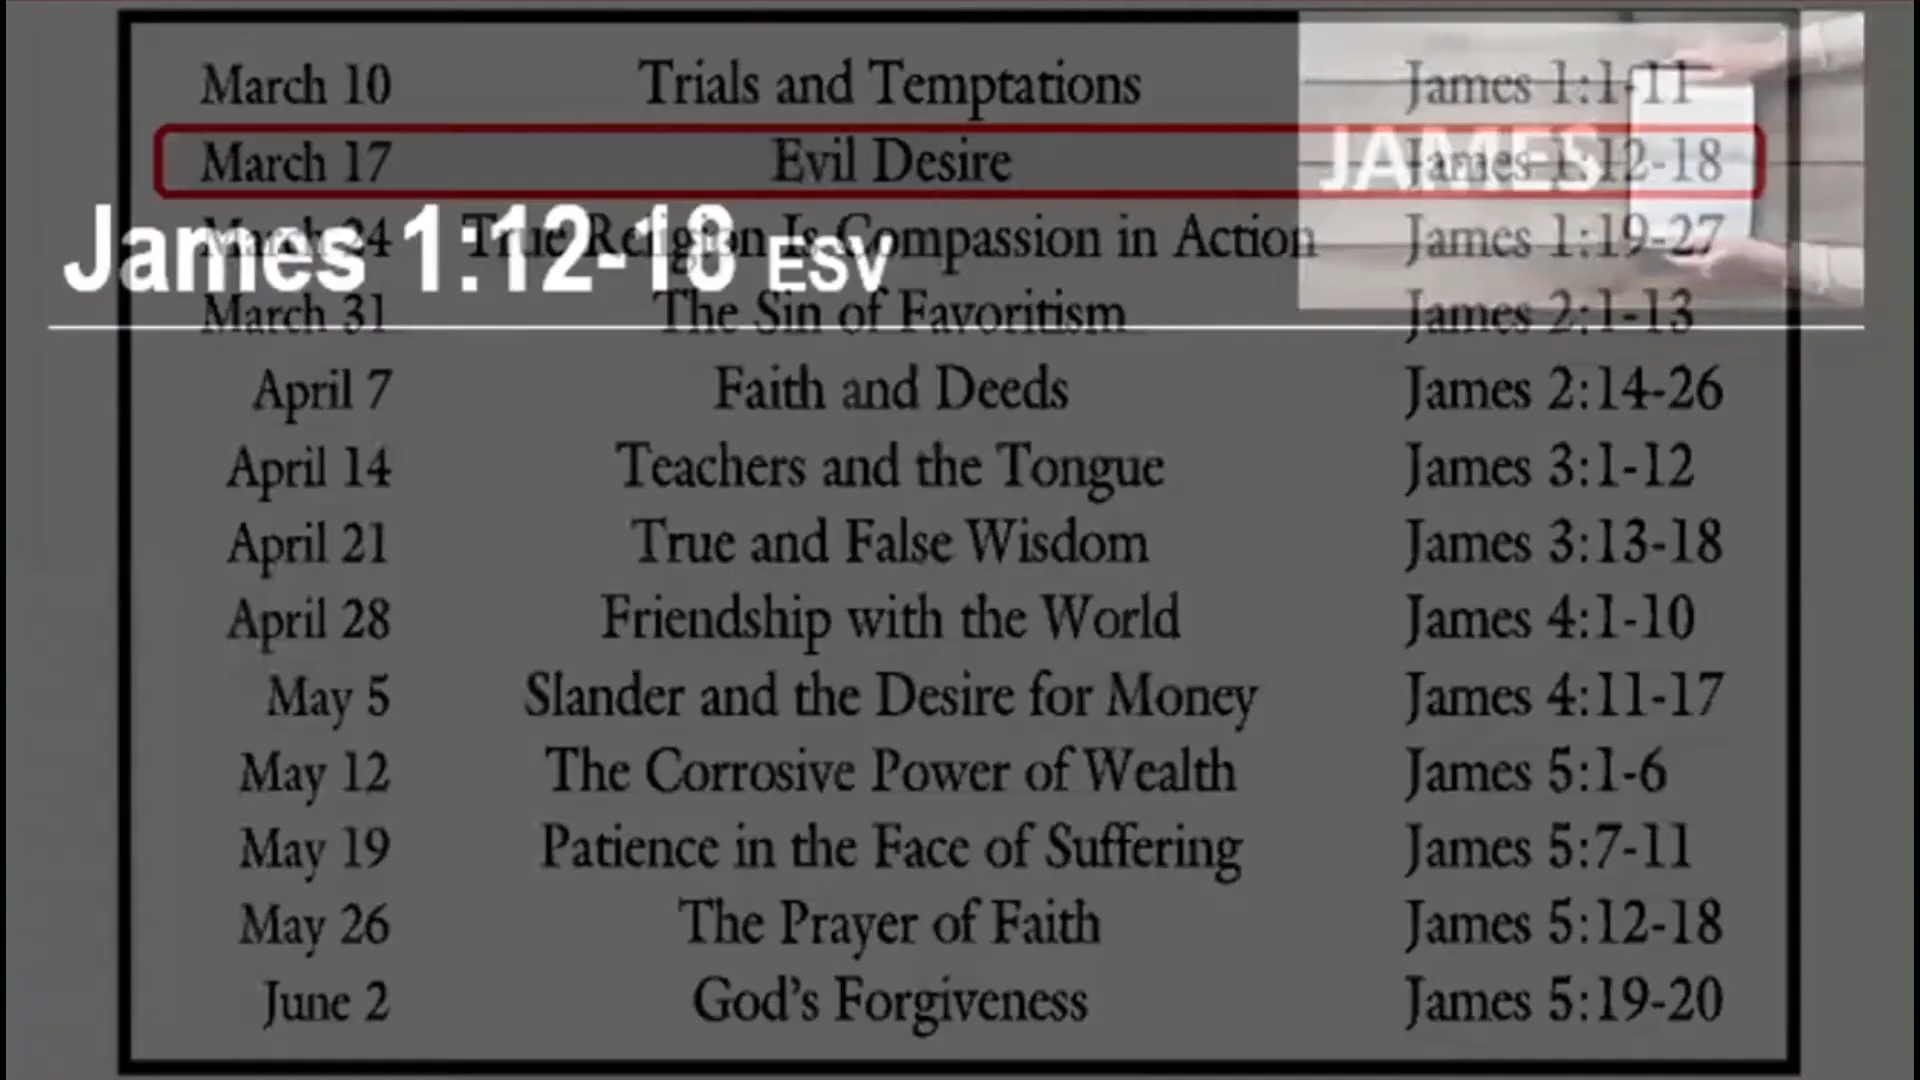 March 10 Trials and Temptations James 1:1-11
March 17 Evil Desire James 1:12-18
JAMES
March 24 True Religion Is Compassion in Action James 1:19-27
James 1:12-18 ESV
March 31 The Sin of Favoritism James 2:1-13
April 7 Faith and Deeds James 2:14-26
April 14 Teachers and the Tongue James 3:1-12
April 21 True and False Wisdom James 3:13-18
April 28 Friendship with the World James 4:1-10
May 5 Slander and the Desire for Money James 4:11-17
May 12 The Corrosive Power of Wealth James 5:1-6
May 19 Patience in the Face of Suffering James 5:7-11
May 26 The Prayer of Faith James 5:12-18
June 2 God's Forgiveness James 5:19-20